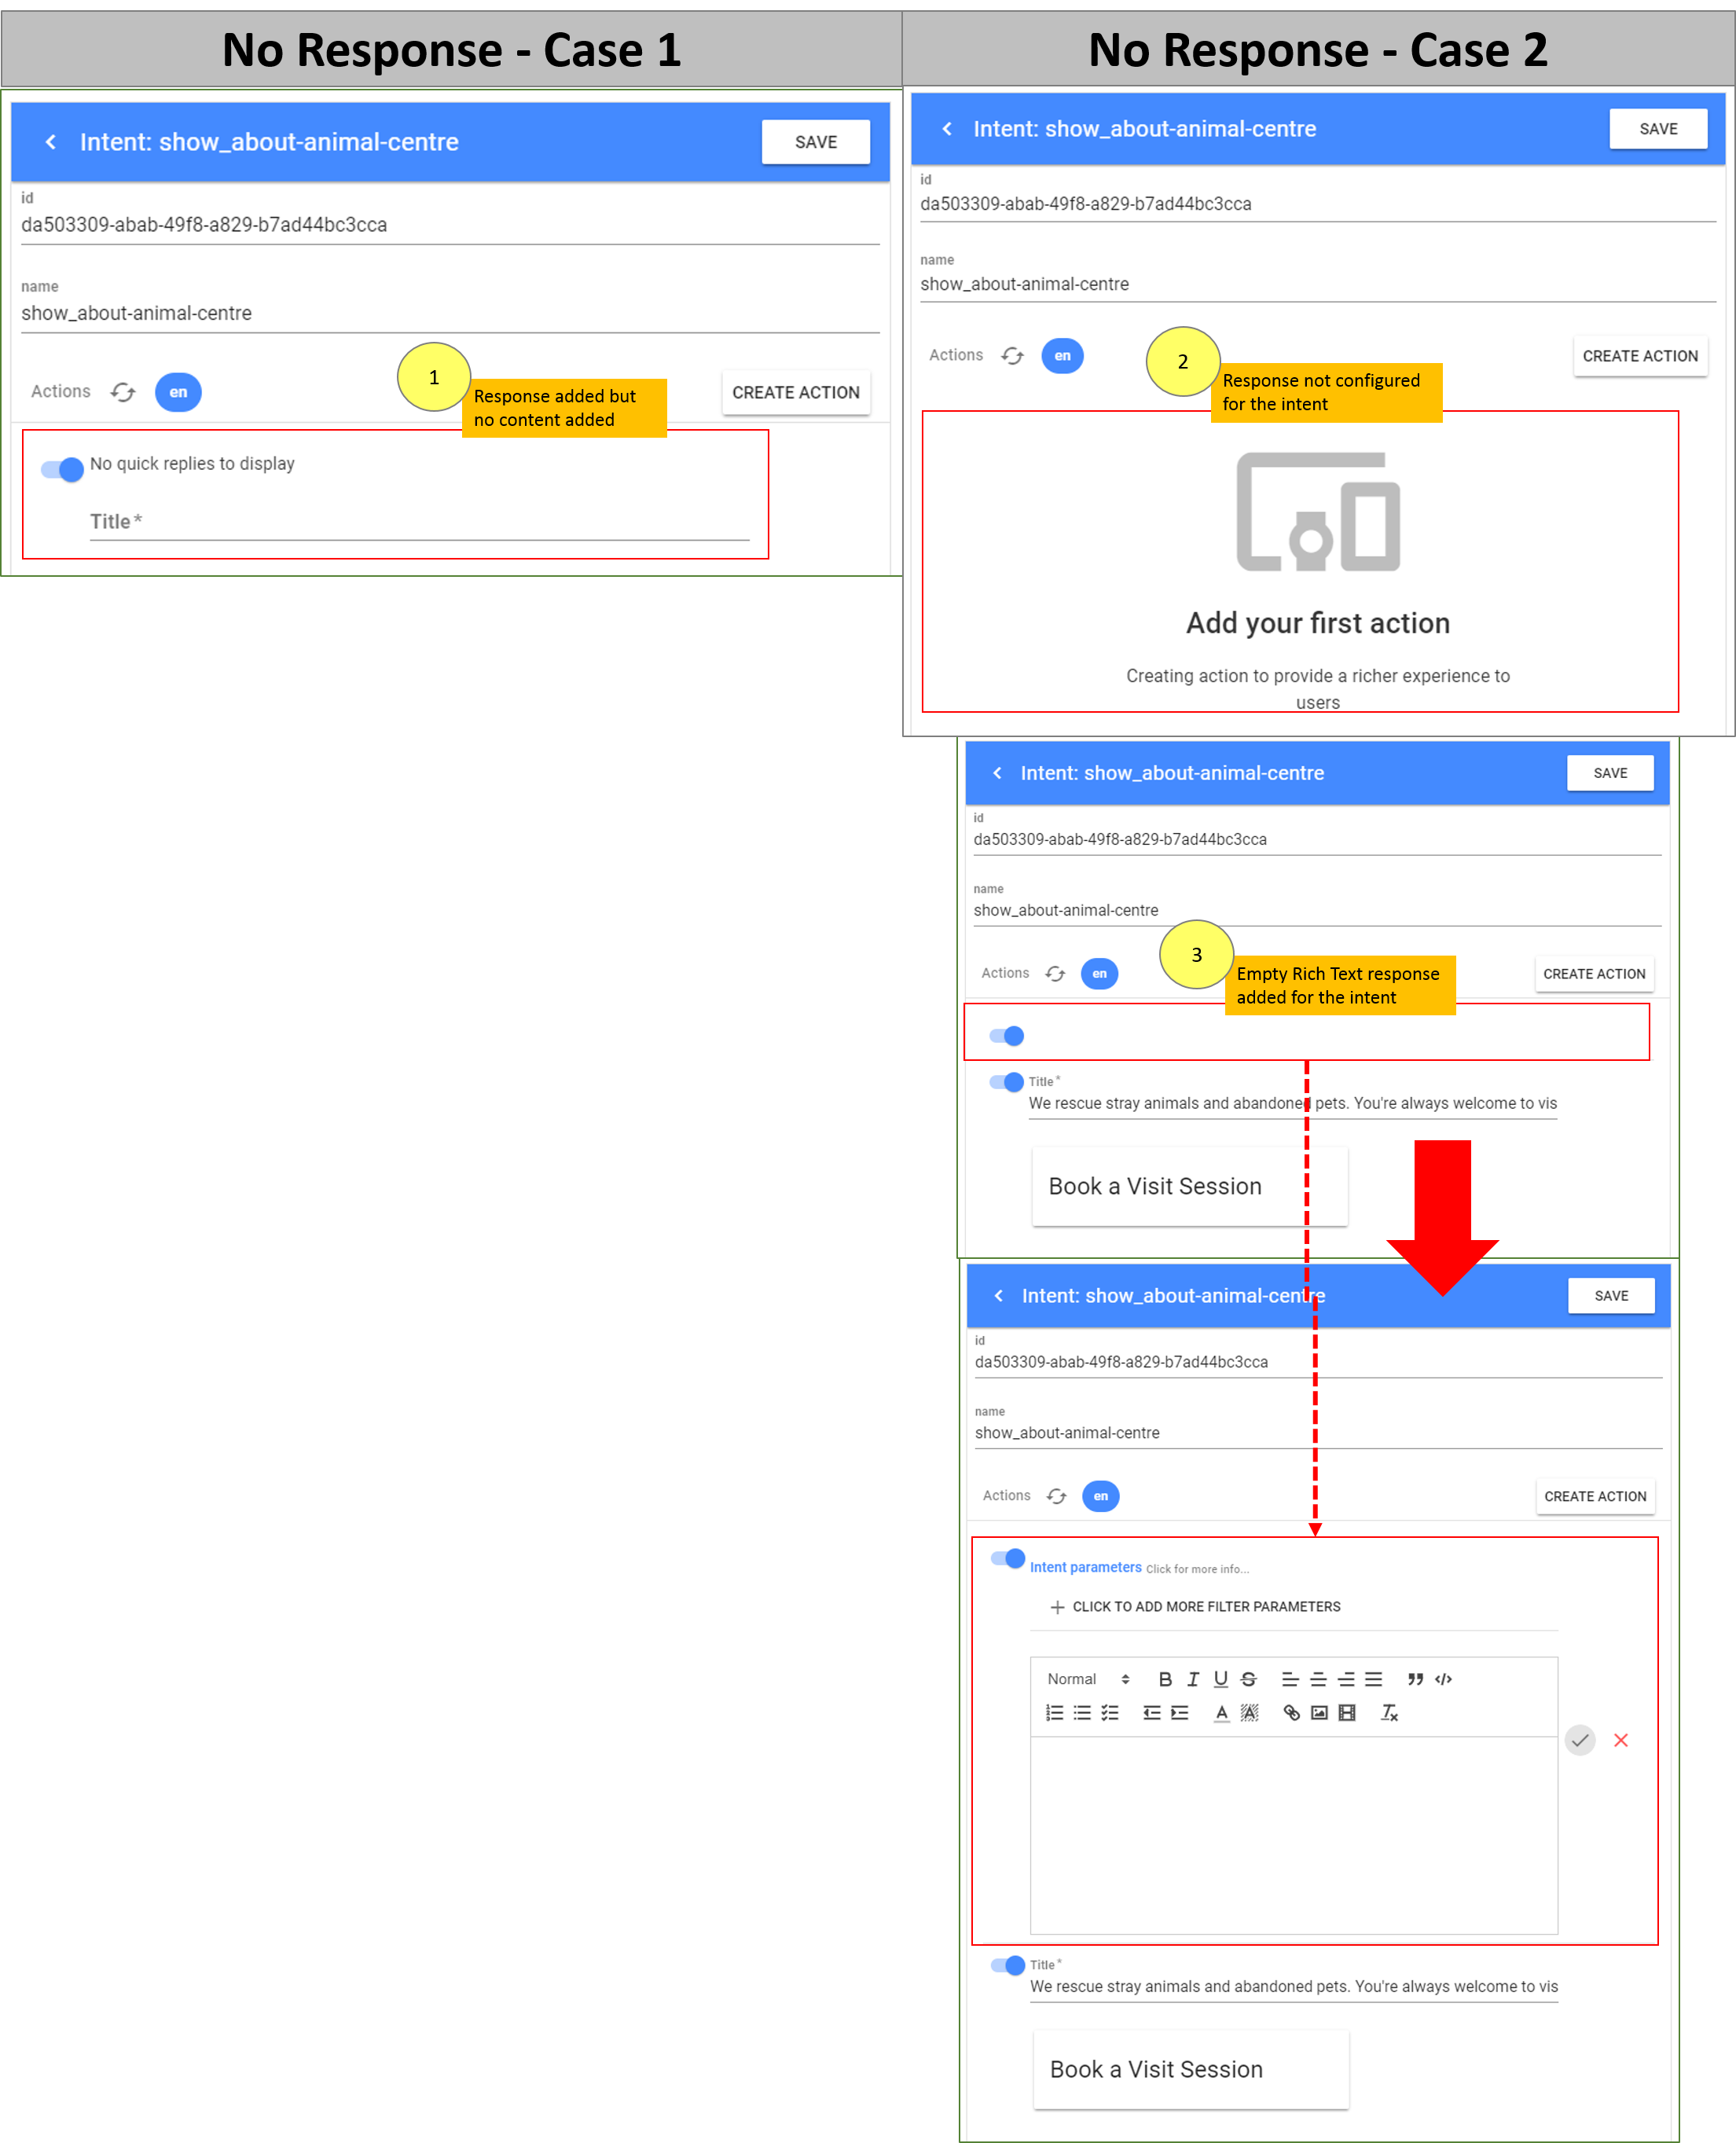 No Response - Case 1
Intent: show_about-animal-centre
SAVE
id
da503309-abab-49f8-a829-b7ad44bc3cca
name
show_about-animal-centre
Actions
en
1
Response added but
no content added
CREATE ACTION
No quick replies to display
Title *
No Response - Case 2
Intent: show_about-animal-centre
SAVE
id
da503309-abab-49f8-a829-b7ad44bc3cca
name
show_about-animal-centre
Actions
en
2
Response not configured
for the intent
CREATE ACTION
Add your first action
Creating action to provide a richer experience to
users
Intent: show_about-animal-centre
SAVE
id
da503309-abab-49f8-a829-b7ad44bc3cca
name
show_about-animal-centre
Actions
en
3
Empty Rich Text response
added for the intent
CREATE ACTION
Title *
We rescue stray animals and abandoned pets. You're always welcome to vis
Book a Visit Session
Intent: show_about-animal-centre
SAVE
id
da503309-abab-49f8-a829-b7ad44bc3cca
name
show_about-animal-centre
Actions
en
CREATE ACTION
Intent parameters Click for more info...
CLICK TO ADD MORE FILTER PARAMETERS
Normal
Title *
We rescue stray animals and abandoned pets. You're always welcome to vis
Book a Visit Session